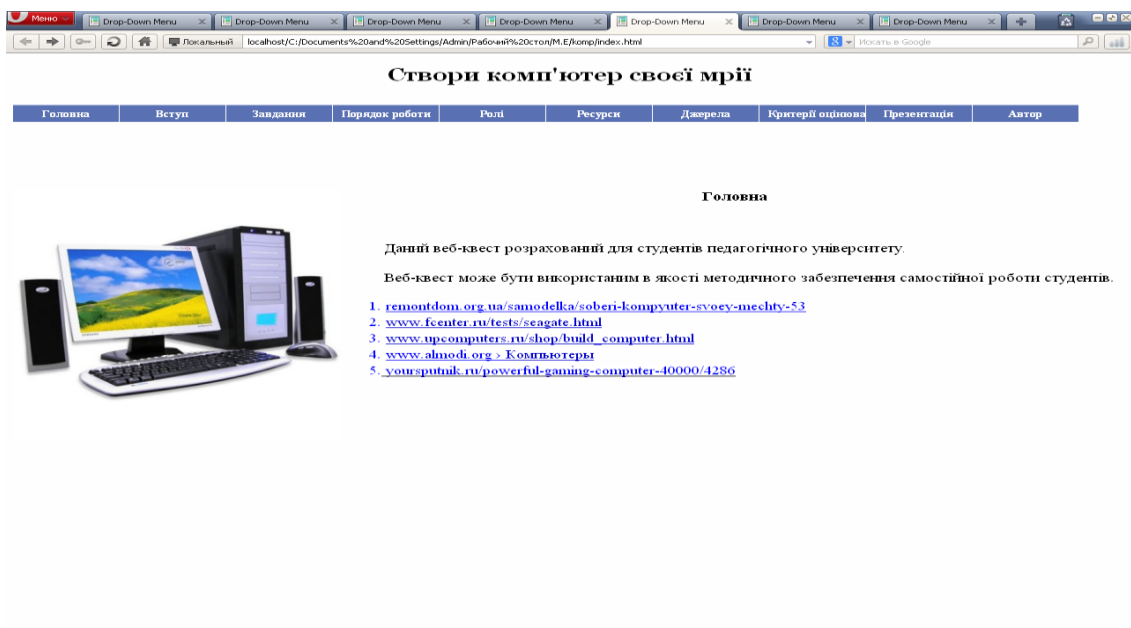 Меню
Drop-Down Menu
Drop-Down Menu
Drop-Down Menu
Drop-Down Menu
Drop-Down Menu
Drop-Down Menu
Drop-Down Menu
Локальный localhost/C:/Documents%20and%20Settings/Admin/Рабочий%20стол/M.E/komp/index.html
Искать в Google
Створи комп'ютер своєї мрії
Головна Вступ Завдання Порядок роботи Ролі Ресурси Джерела Критерії оцінюва Презентація Автор
Головна
Даний веб-квест розрахований для студентів педагогічного університету.
Веб-квест може бути використаним в якості методичного забезпечення самостійної роботи студентів.
1. remontdom.org.ua/samodelka/soberi-kompyuter-svoey-mechty-53
2. www.fcenter.ru/tests/seagate.html
3. www.upcomputers.ru/shop/build_computer.html
4. www.almodi.org › Компьютеры
5. yoursputnik.ru/powerful-gaming-computer-40000/4286